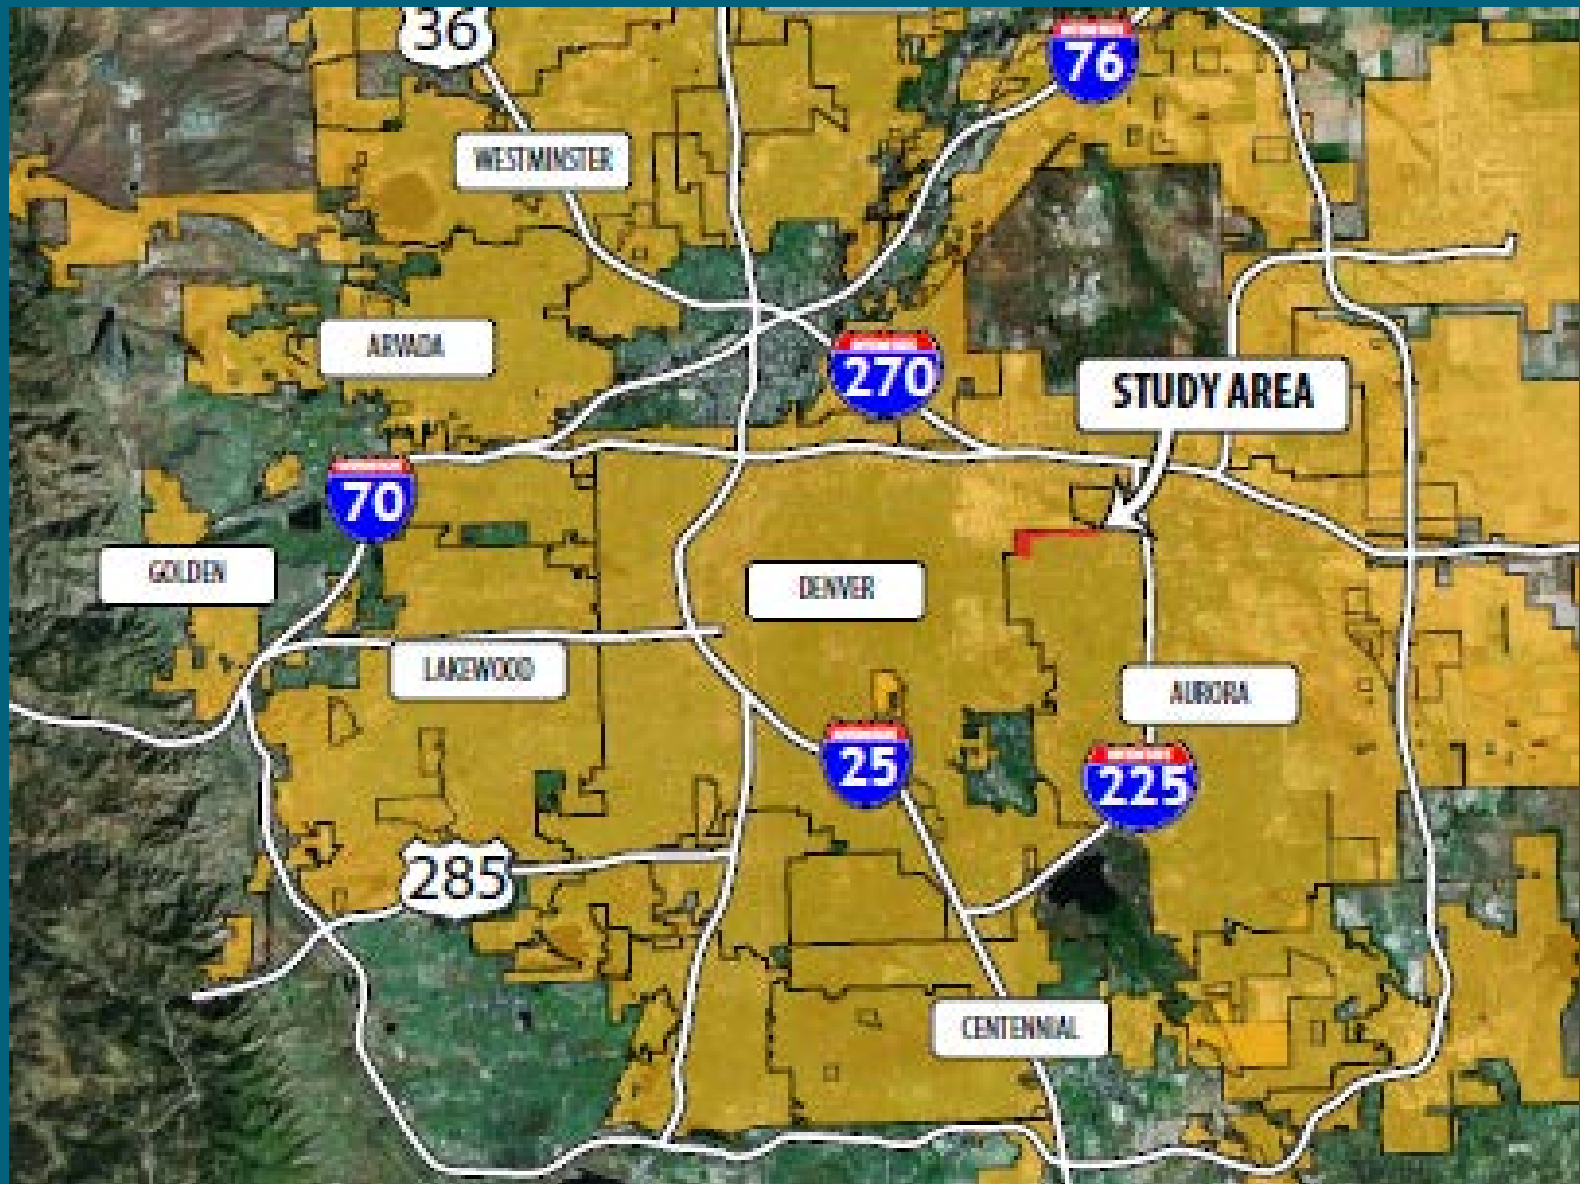 36
76
WESTMINSTER
ARVADA
270
STUDY AREA
70
GOLDEN
DENVER
LAKEWOOD
AURORA
25
225
285
CENTENNIAL